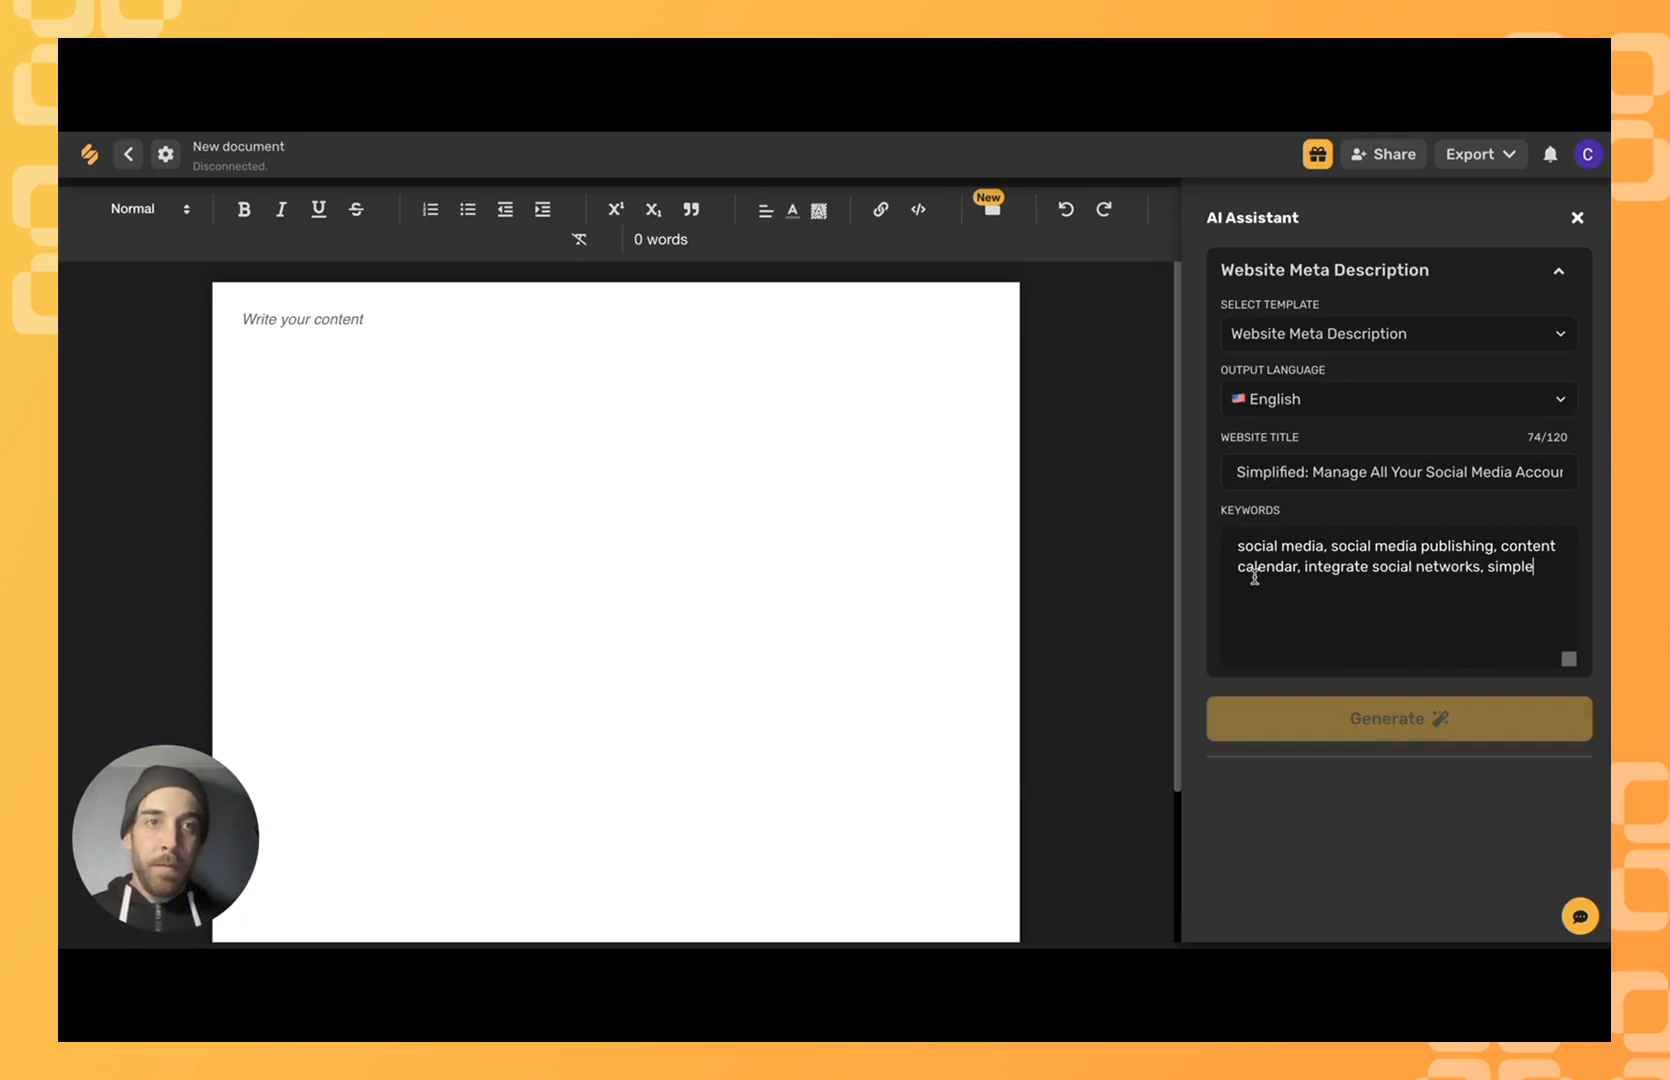 New document
Disconnected.
Share
Export
C
Normal
B I U S
X¹ X₁
A
A
New
0 words
Write your content
AI Assistant
Website Meta Description
SELECT TEMPLATE
Website Meta Description
OUTPUT LANGUAGE
English
WEBSITE TITLE 74/120
Simplified: Manage All Your Social Media Accour
KEYWORDS
social media, social media publishing, content
calendar, integrate social networks, simple
Generate